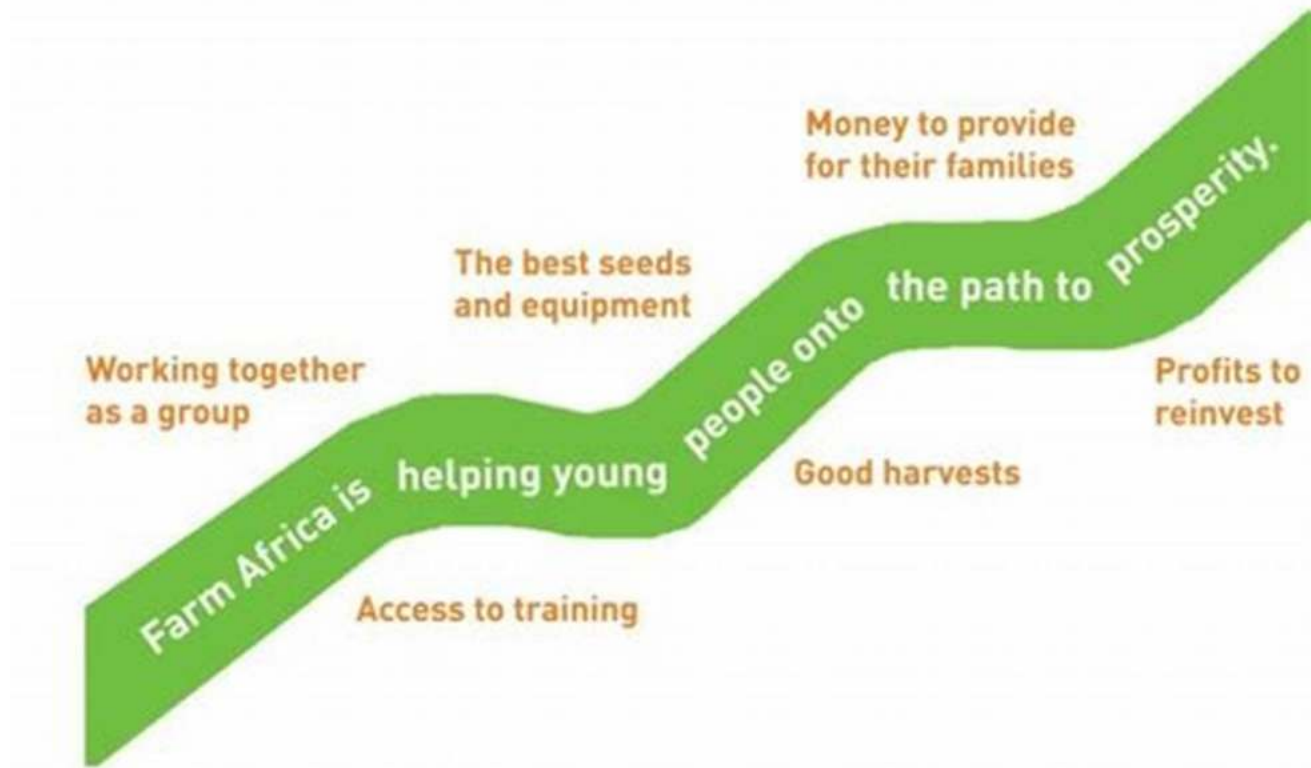 Working together
as a group
Access to training
The best seeds
and equipment
Good harvests
Money to provide
for their families
Profits to
reinvest
Farm Africa is helping young people onto the path to prosperity.